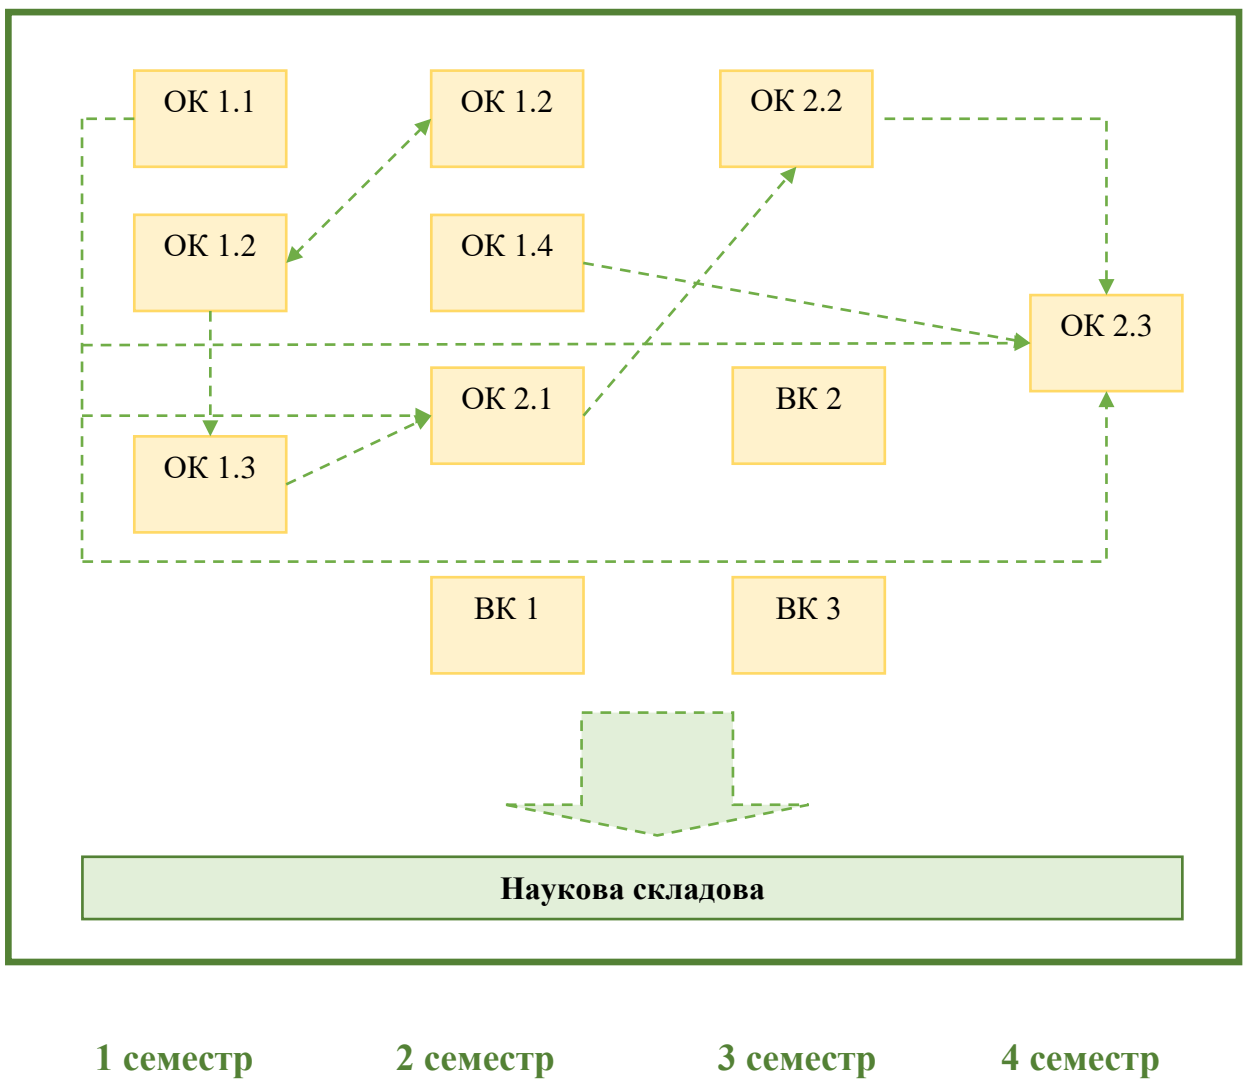 ОК 1.1
ОК 1.2
ОК 2.2
ОК 1.2
ОК 1.4
ОК 2.3
ОК 2.1
ВК 2
ОК 1.3
ВК 1
ВК 3
Наукова складова
1 семестр
2 семестр
3 семестр
4 семестр